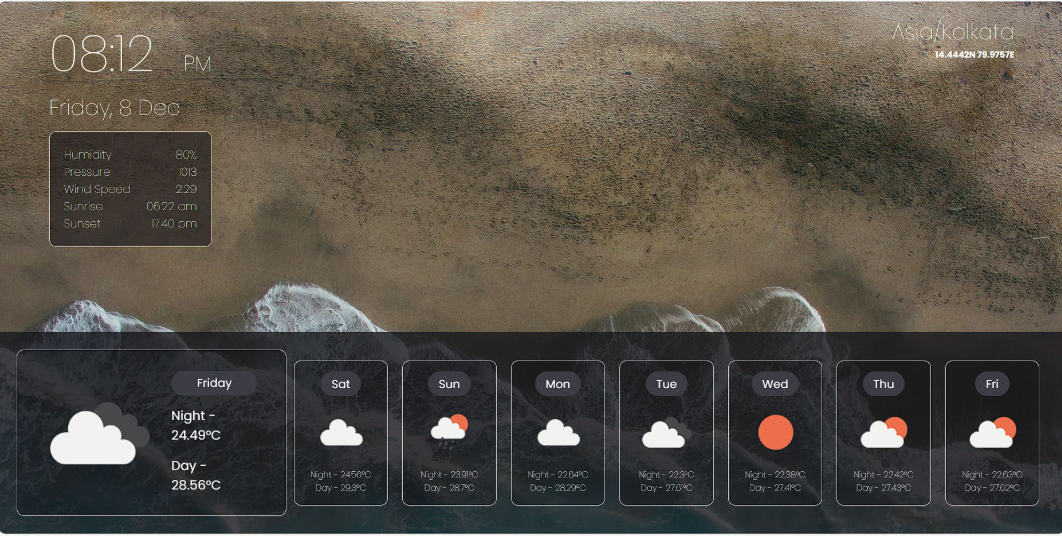 08:12 PM
Asia/Kolkata
14.4442N 79.9757E
Friday, 8 Dec
Humidity 80%
Pressure 1013
Wind Speed 2.29
Sunrise 06:22 am
Sunset 17:40 pm
Friday
Night -
24.49°C
Day -
28.56°C
Sat
Night - 24.56°C
Day - 29.3°C
Sun
Night - 23.91°C
Day - 28.7°C
Mon
Night - 22.64°C
Day - 28.29°C
Tue
Night - 22.3°C
Day - 27.61°C
Wed
Night - 22.38°C
Day - 27.41°C
Thu
Night - 22.42°C
Day - 27.43°C
Fri
Night - 22.63°C
Day - 27.02°C